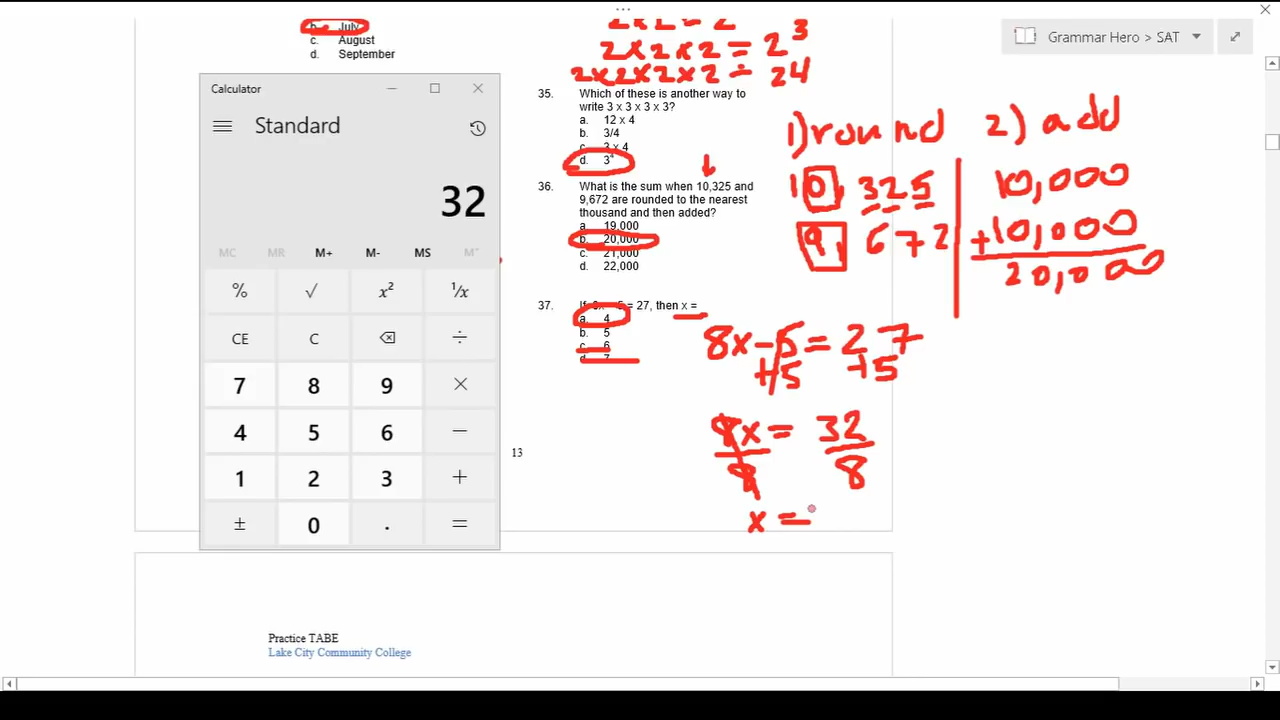 Grammar Hero > SAT
b. July
c. August
d. September
2x2x2 = 2 3
2x2x2x2 = 24
Calculator
Standard
32
MC MR M+ M- MS
% √ x² ¹/x
CE C ÷
7 8 9 ×
4 5 6 −
1 2 3 +
± 0 . =
35. Which of these is another way to
write 3 x 3 x 3 x 3?
a. 12 x 4
b. 3/4
c. 3 x 4
d. 3⁴
36. What is the sum when 10,325 and
9,672 are rounded to the nearest
thousand and then added?
a. 19,000
b. 20,000
c. 21,000
d. 22,000
37. If = 27, then x =
a. 4
b. 5
c. 6
d. 7
1) round 2) add
10,325
9,672
10,000
+10,000
20,000
8x - 5 = 27
+5 +5
8x = 32
8 8
x =
13
Practice TABE
Lake City Community College